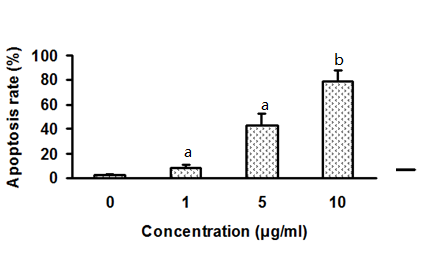 Apoptosis rate (%)
100
80
60
40
20
0
a
a
b
0 1 5 10
Concentration (µg/ml)